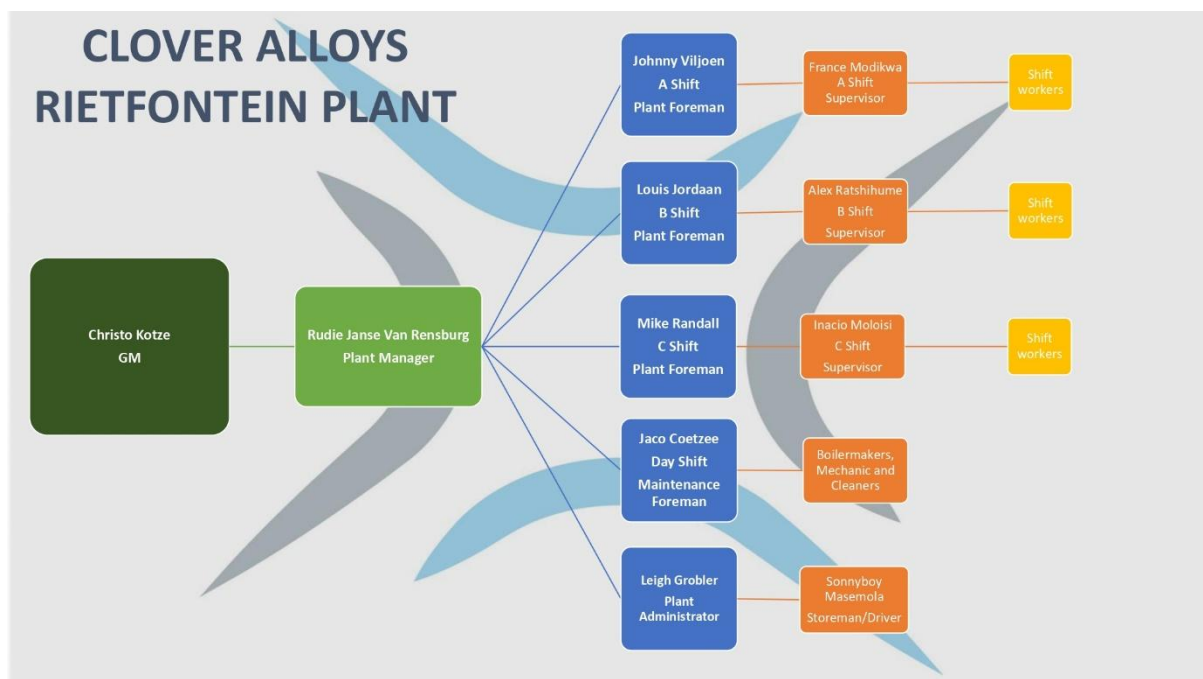 CLOVER ALLOYS
RIETFONTEIN PLANT
Christo Kotze
GM
Rudie Janse Van Rensburg
Plant Manager
Johnny Viljoen
A Shift
Plant Foreman
France Modikwa
A Shift
Supervisor
Shift
workers
Louis Jordaan
B Shift
Plant Foreman
Alex Ratshihume
B Shift
Supervisor
Shift
workers
Mike Randall
C Shift
Plant Foreman
Inacio Moloisi
C Shift
Supervisor
Shift
workers
Jaco Coetzee
Day Shift
Maintenance
Foreman
Boilermakers,
Mechanic and
Cleaners
Leigh Grobler
Plant
Administrator
Sonnyboy
Masemola
Storeman/Driver